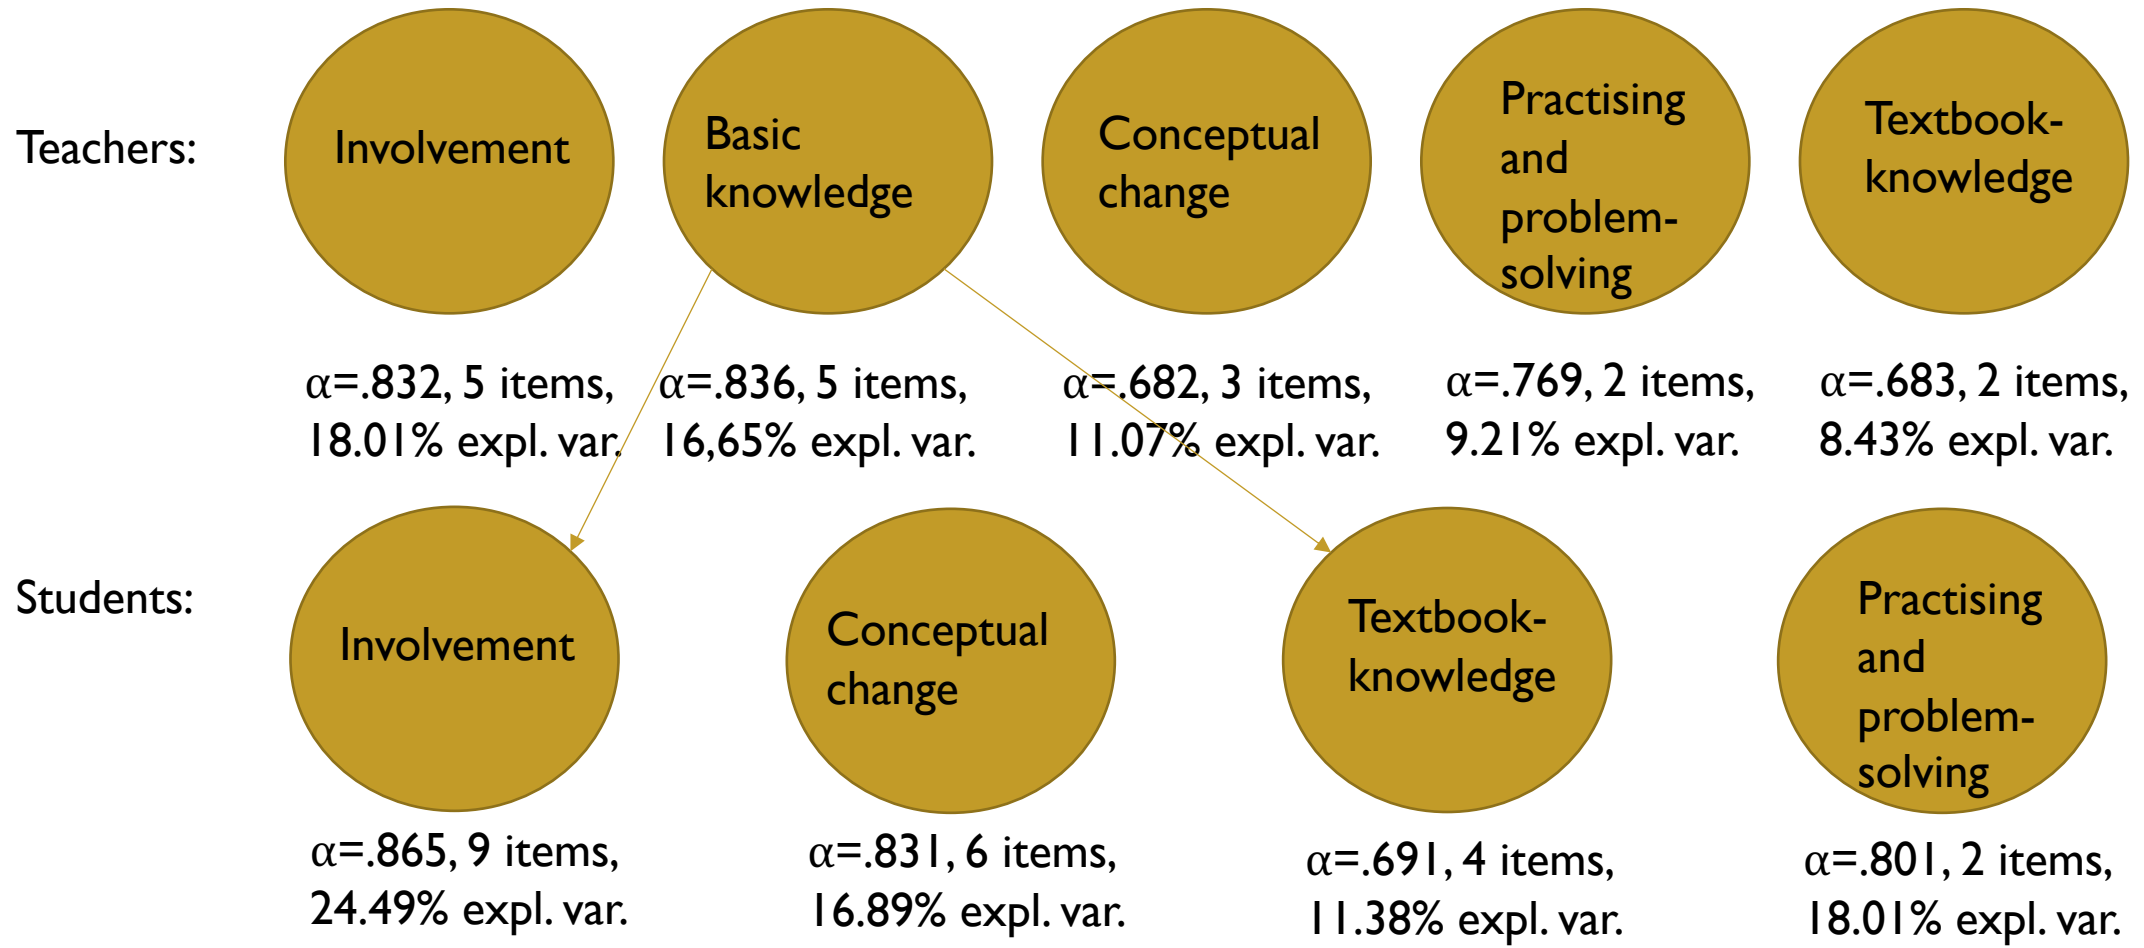 Teachers:
Involvement
Basic
knowledge
Conceptual
change
Practising
and
problem-
solving
Textbook-
knowledge
α=.832, 5 items,
18.01% expl. var.
α=.836, 5 items,
16,65% expl. var.
α=.682, 3 items,
11.07% expl. var.
α=.769, 2 items,
9.21% expl. var.
α=.683, 2 items,
8.43% expl. var.
Students:
Involvement
Conceptual
change
Textbook-
knowledge
Practising
and
problem-
solving
α=.865, 9 items,
24.49% expl. var.
α=.831, 6 items,
16.89% expl. var.
α=.691, 4 items,
11.38% expl. var.
α=.801, 2 items,
18.01% expl. var.